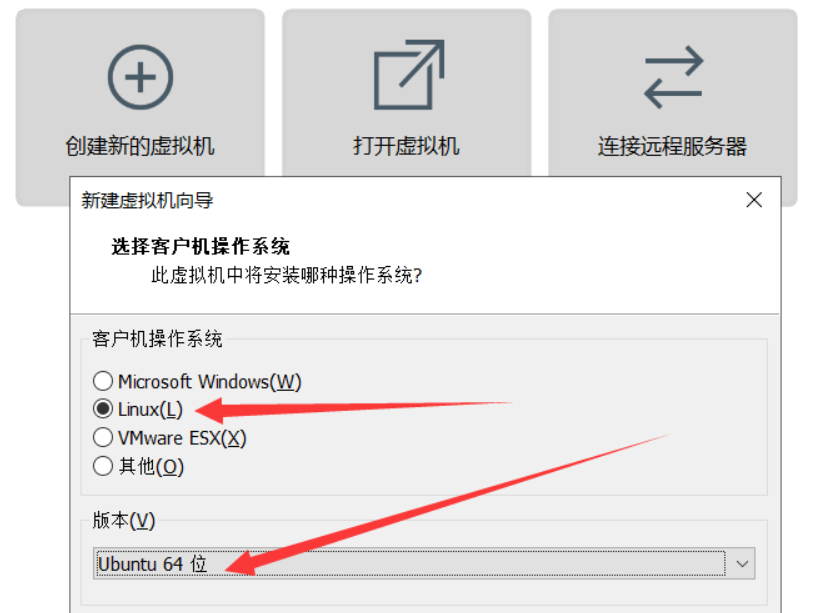 创建新的虚拟机
打开虚拟机
连接远程服务器
新建虚拟机向导
选择客户机操作系统
此虚拟机中将安装哪种操作系统?
客户机操作系统
Microsoft Windows(W)
Linux(L)
VMware ESX(X)
其他(O)
版本(V)
Ubuntu 64 位